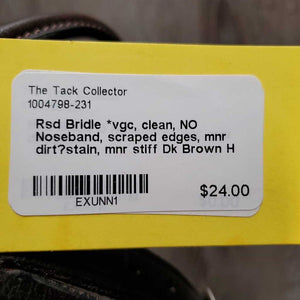 The Tack Collector
1004798-231
Rsd Bridle *vgc, clean, NO
Noseband, scraped edges, mnr
dirt?stain, mnr stiff Dk Brown H
$24.00
EXUNN1